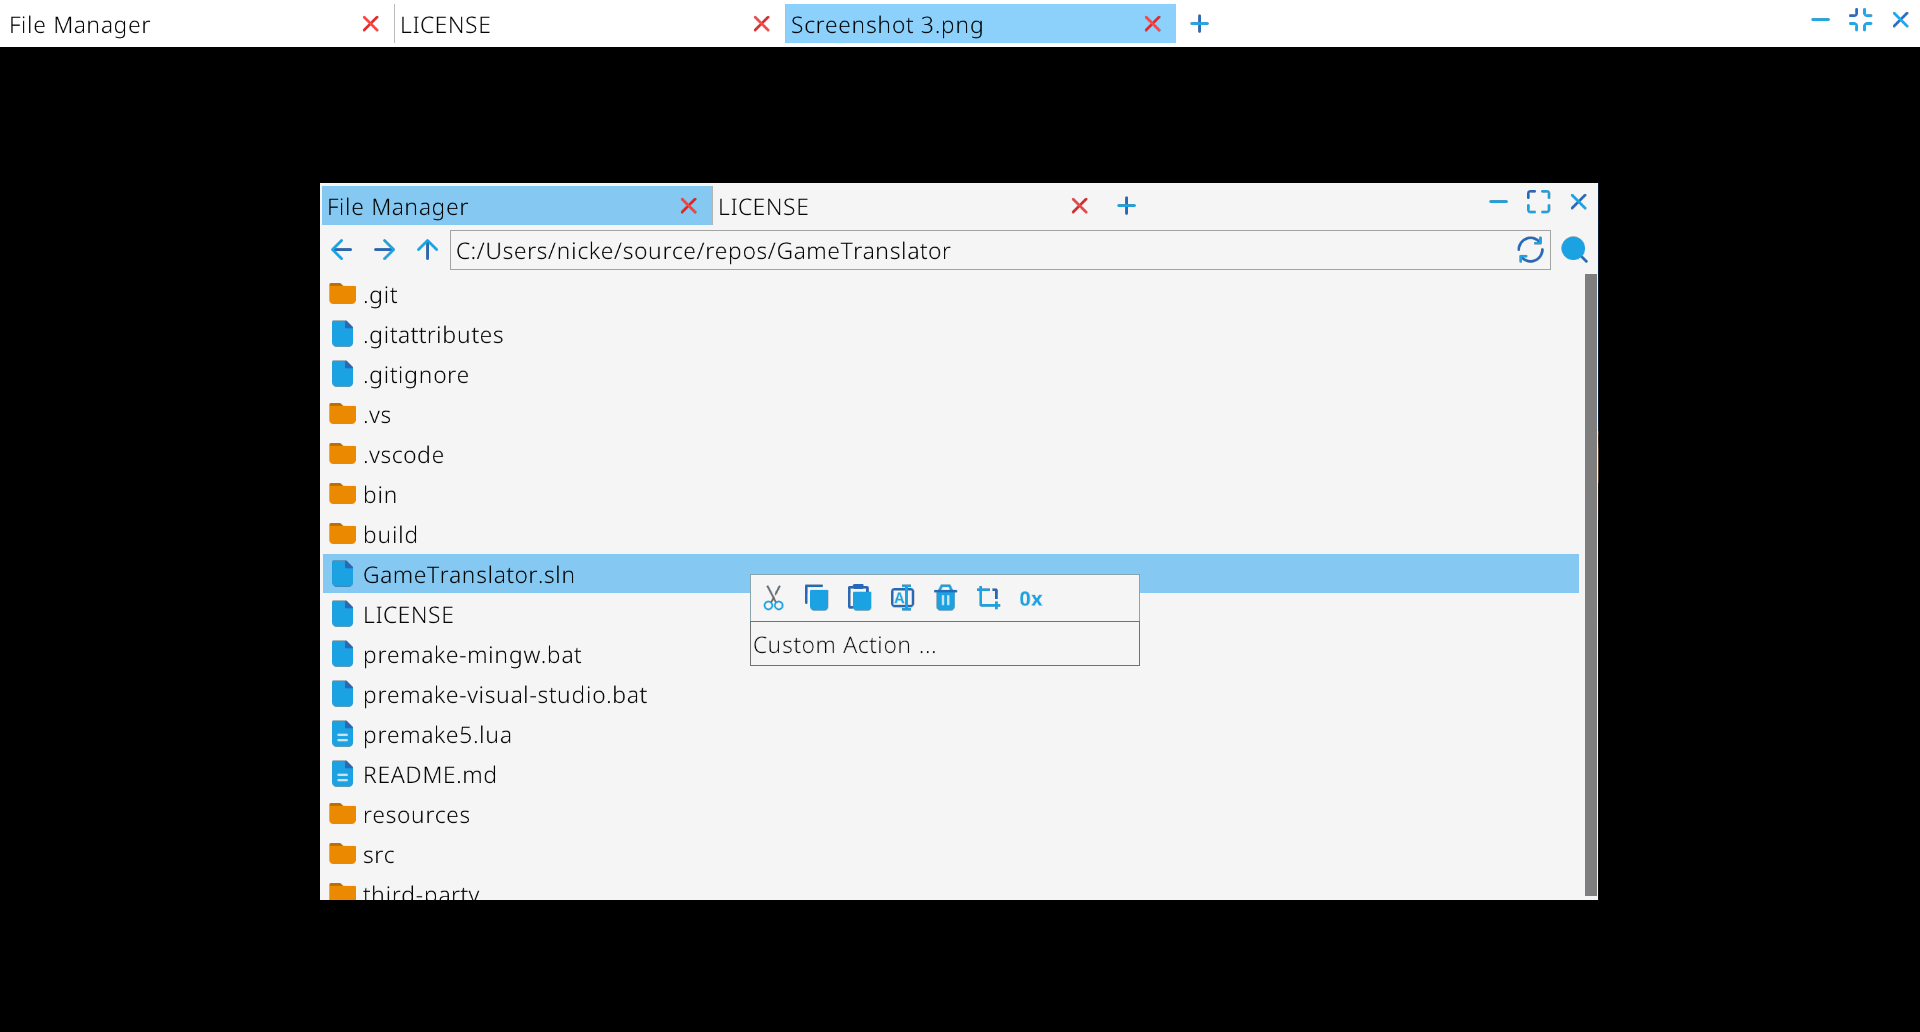 File Manager LICENSE Screenshot 3.png
File Manager LICENSE
C:/Users/nicke/source/repos/GameTranslator
.git
.gitattributes
.gitignore
.vs
.vscode
bin
build
GameTranslator.sln
A 0x
LICENSE
Custom Action ...
premake-mingw.bat
premake-visual-studio.bat
premake5.lua
README.md
resources
src
third-party